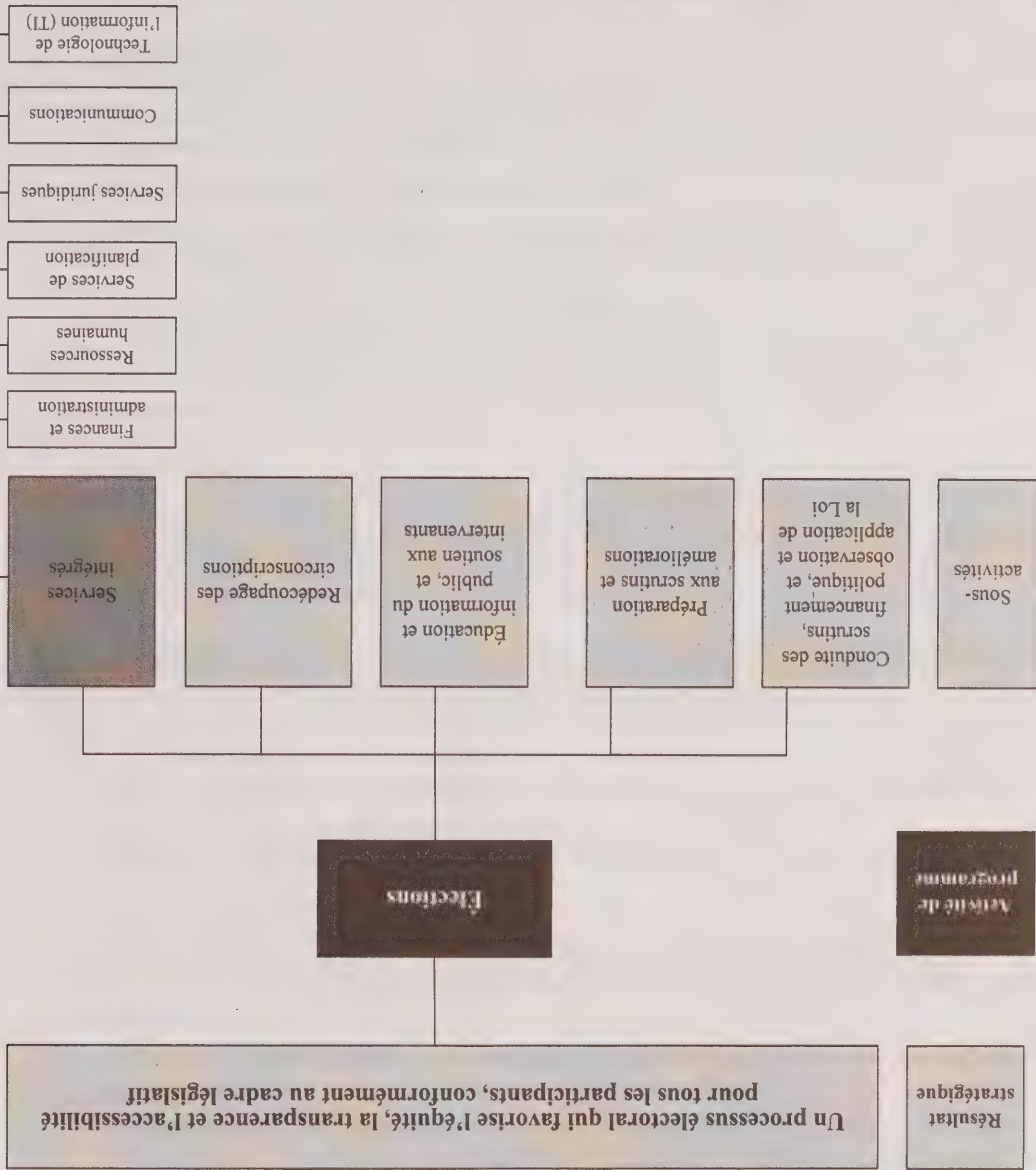 Résultat
stratégique
Un processus électoral qui favorise l'équité, la transparence et l'accessibilité
pour tous les participants, conformément au cadre législatif
Activité de
programme
Élections
Sous-
activités
Conduite des
scrutins,
financement
politique, et
observation et
application de
la Loi
Préparation
aux scrutins et
améliorations
Éducation et
information du
public, et
soutien aux
intervenants
Redécoupage des
circonscriptions
Services
intégrés
Finances et
administration
Ressources
humaines
Services de
planification
Services juridiques
Communications
Technologie de
l'information (TI)